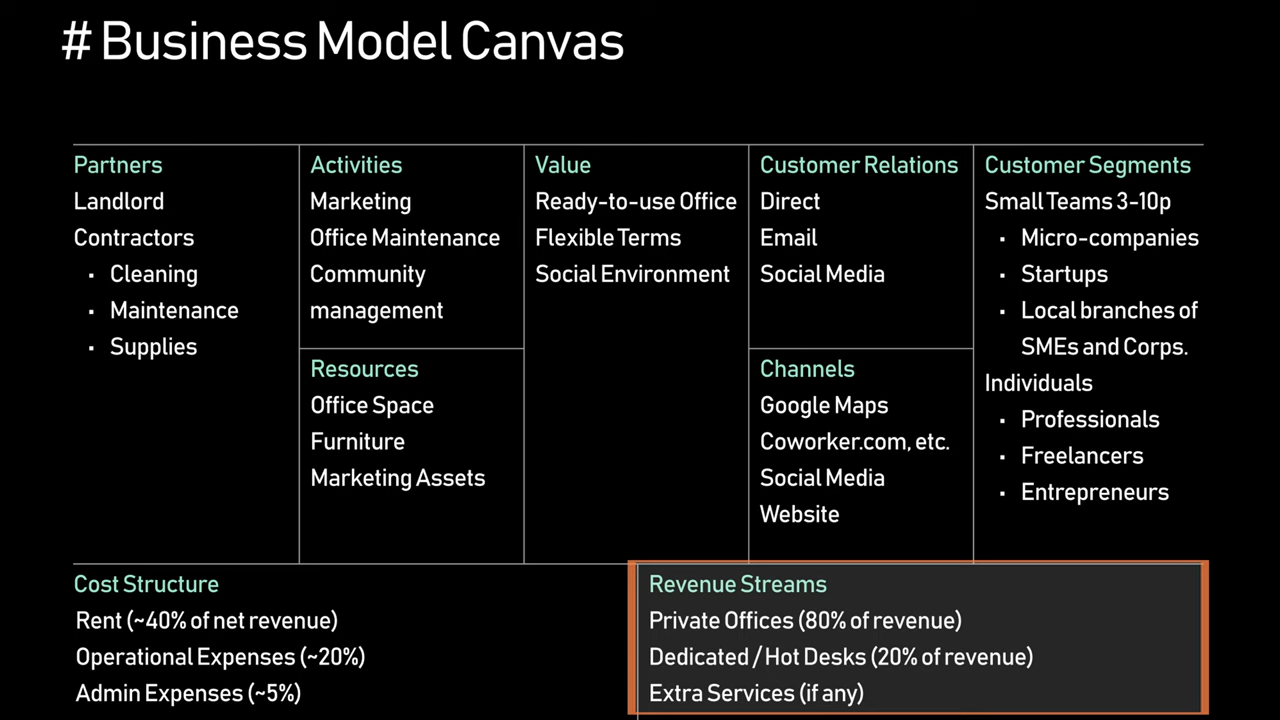 # Business Model Canvas
Partners
Landlord
Contractors
▪ Cleaning
▪ Maintenance
▪ Supplies
Activities
Marketing
Office Maintenance
Community
management
Resources
Office Space
Furniture
Marketing Assets
Value
Ready-to-use Office
Flexible Terms
Social Environment
Customer Relations
Direct
Email
Social Media
Channels
Google Maps
Coworker.com, etc.
Social Media
Website
Customer Segments
Small Teams 3-10p
▪ Micro-companies
▪ Startups
▪ Local branches of
SMEs and Corps.
Individuals
▪ Professionals
▪ Freelancers
▪ Entrepreneurs
Cost Structure
Rent (~40% of net revenue)
Operational Expenses (~20%)
Admin Expenses (~5%)
Revenue Streams
Private Offices (80% of revenue)
Dedicated / Hot Desks (20% of revenue)
Extra Services (if any)